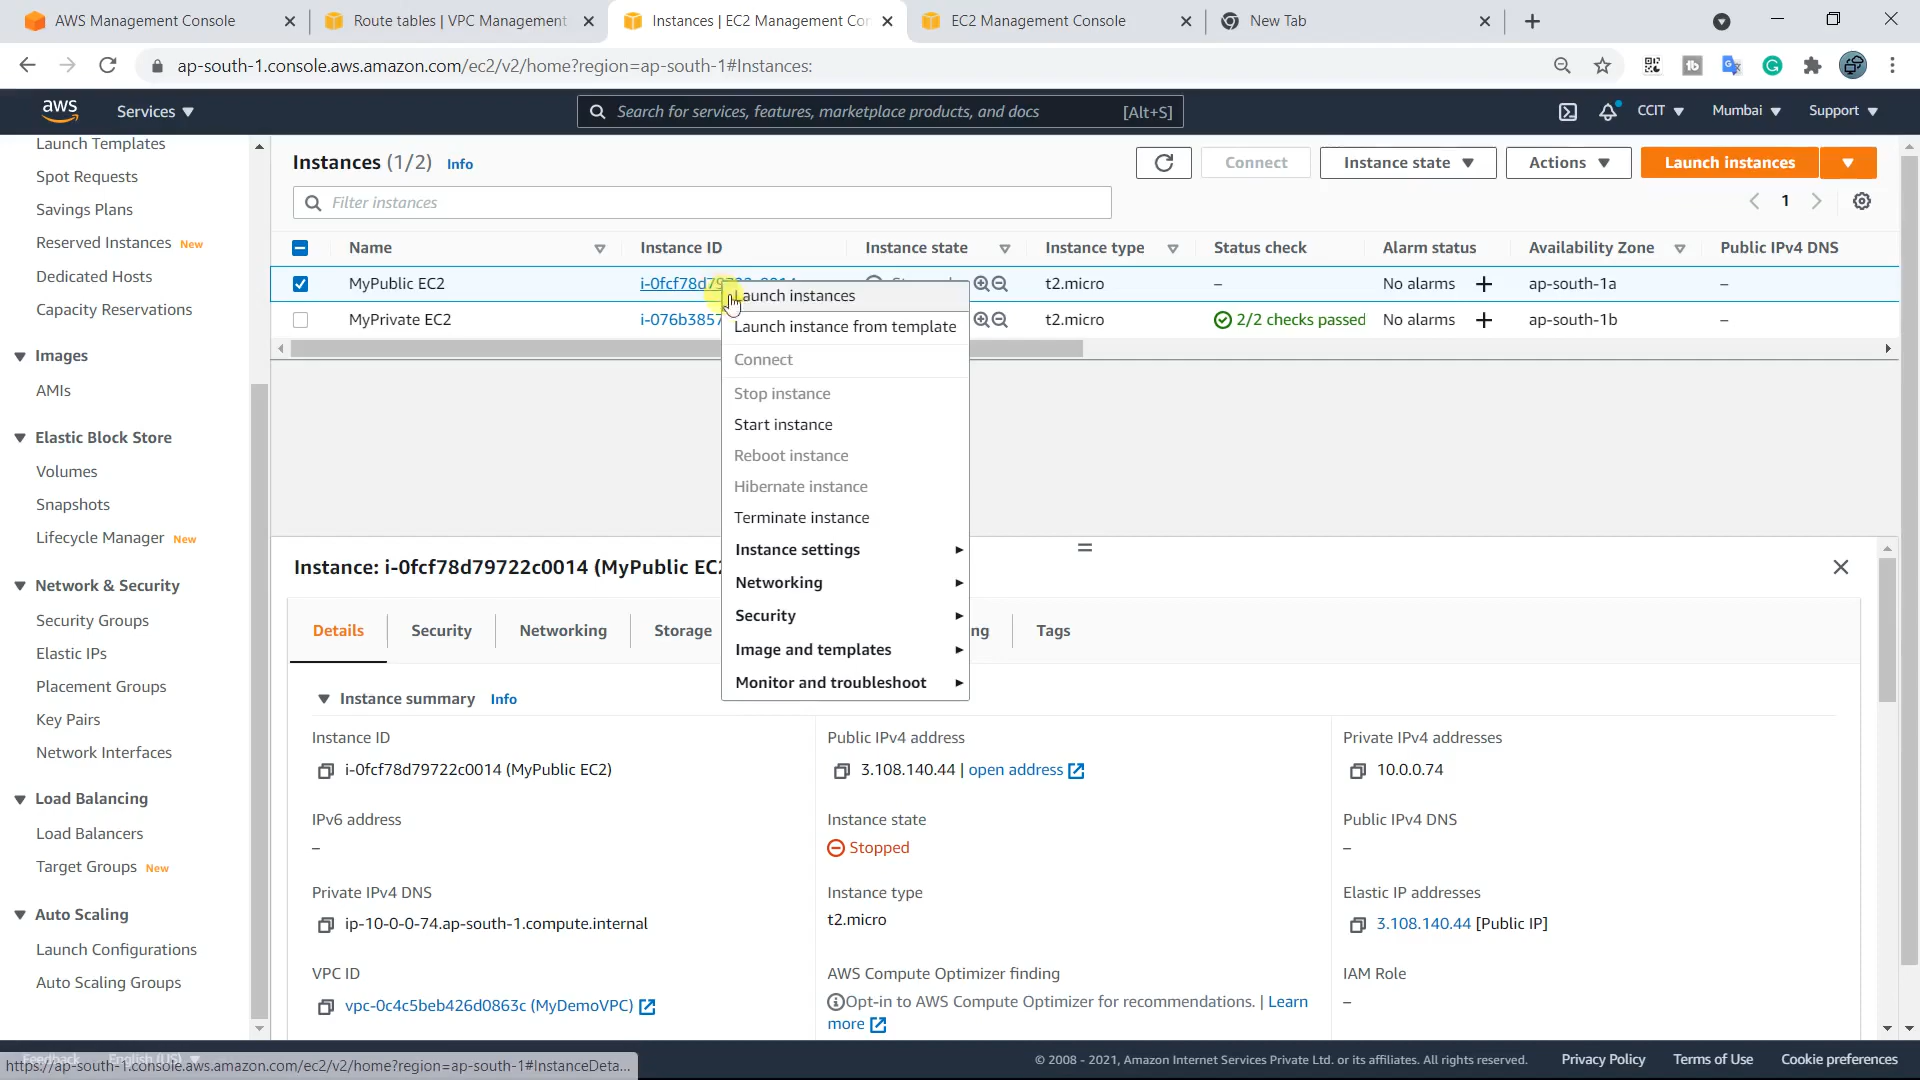 AWS Management Console
Route tables | VPC Management
Instances | EC2 Management Con
EC2 Management Console
New Tab
ap-south-1.console.aws.amazon.com/ec2/v2/home?region=ap-south-1#Instances:
aws
Services
Search for services, features, marketplace products, and docs [Alt+S]
CCIT
Mumbai
Support
Launch Templates
Spot Requests
Savings Plans
Reserved Instances New
Dedicated Hosts
Capacity Reservations
Images
AMIs
Elastic Block Store
Volumes
Snapshots
Lifecycle Manager New
Network & Security
Security Groups
Elastic IPs
Placement Groups
Key Pairs
Network Interfaces
Load Balancing
Load Balancers
Target Groups New
Auto Scaling
Launch Configurations
Auto Scaling Groups
Instances (1/2) Info
Connect
Instance state
Actions
Launch instances
Filter instances
1
Name Instance ID Instance state Instance type Status check Alarm status Availability Zone Public IPv4 DNS
MyPublic EC2 i-0fcf78d79722c0014 t2.micro – No alarms + ap-south-1a –
MyPrivate EC2 i-076b3857 t2.micro 2/2 checks passed No alarms + ap-south-1b –
Launch instances
Launch instance from template
Connect
Stop instance
Start instance
Reboot instance
Hibernate instance
Terminate instance
Instance settings
Networking
Security
Image and templates
Monitor and troubleshoot
Instance: i-0fcf78d79722c0014 (MyPublic EC2
Details Security Networking Storage ng Tags
Instance summary Info
Instance ID
i-0fcf78d79722c0014 (MyPublic EC2)
Public IPv4 address
3.108.140.44 | open address
Private IPv4 addresses
10.0.0.74
IPv6 address
–
Instance state
Stopped
Public IPv4 DNS
–
Private IPv4 DNS
ip-10-0-0-74.ap-south-1.compute.internal
Instance type
t2.micro
Elastic IP addresses
3.108.140.44 [Public IP]
VPC ID
vpc-0c4c5beb426d0863c (MyDemoVPC)
AWS Compute Optimizer finding
Opt-in to AWS Compute Optimizer for recommendations. | Learn
more
IAM Role
–
Feedback English (US)
https://ap-south-1.console.aws.amazon.com/ec2/v2/home?region=ap-south-1#InstanceDeta...
© 2008 - 2021, Amazon Internet Services Private Ltd. or its affiliates. All rights reserved.
Privacy Policy
Terms of Use
Cookie preferences